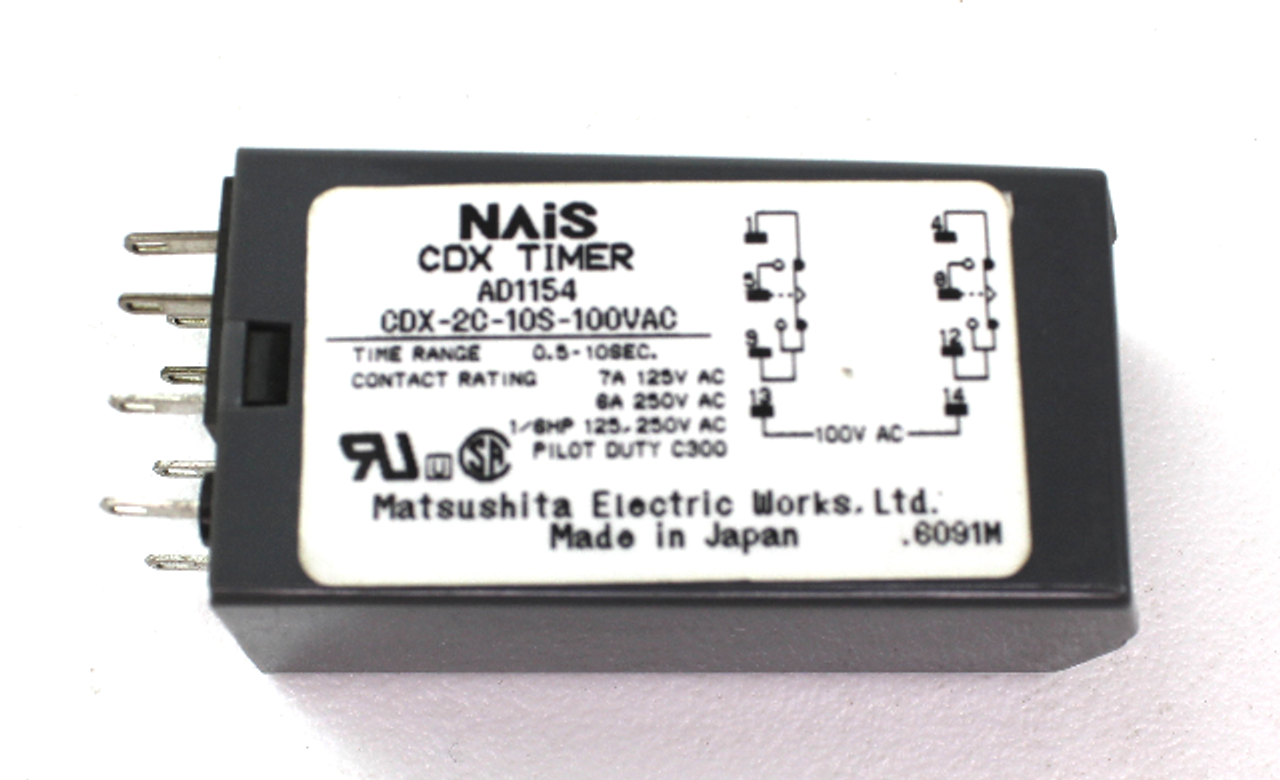 NAiS
CDX TIMER
AD1154
CDX-2C-10S-100VAC
TIME RANGE 0.5-10SEC.
CONTACT RATING 7A 125V AC
6A 250V AC
1/6HP 125,250V AC
PILOT DUTY C300
RU U SA
Matsushita Electric Works, Ltd.
Made in Japan .6091M
1 4
5 8
9 12
13 14
100V AC